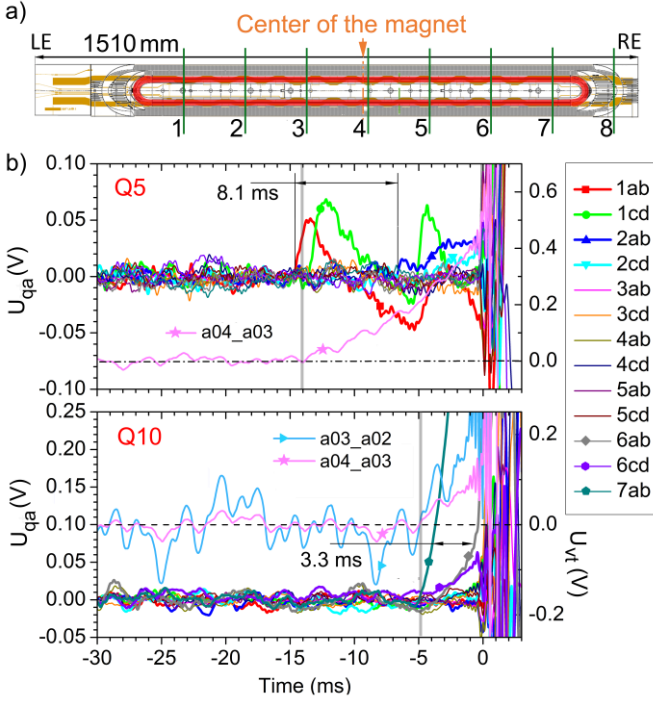 a)
Center of the magnet
LE
1510 mm
RE
1 2 3 4 5 6 7 8
b)
Q5
8.1 ms
a04_a03
U_qa (V)
0.10
0.05
0.00
-0.05
-0.10
0.6
0.4
0.2
0.0
Q10
a03_a02
a04_a03
3.3 ms
U_qa (V)
0.25
0.20
0.15
0.10
0.05
0.00
-0.05
0.2
0.0
-0.2
U_vt (V)
-30 -25 -20 -15 -10 -5 0
Time (ms)
1ab
1cd
2ab
2cd
3ab
3cd
4ab
4cd
5ab
5cd
6ab
6cd
7ab